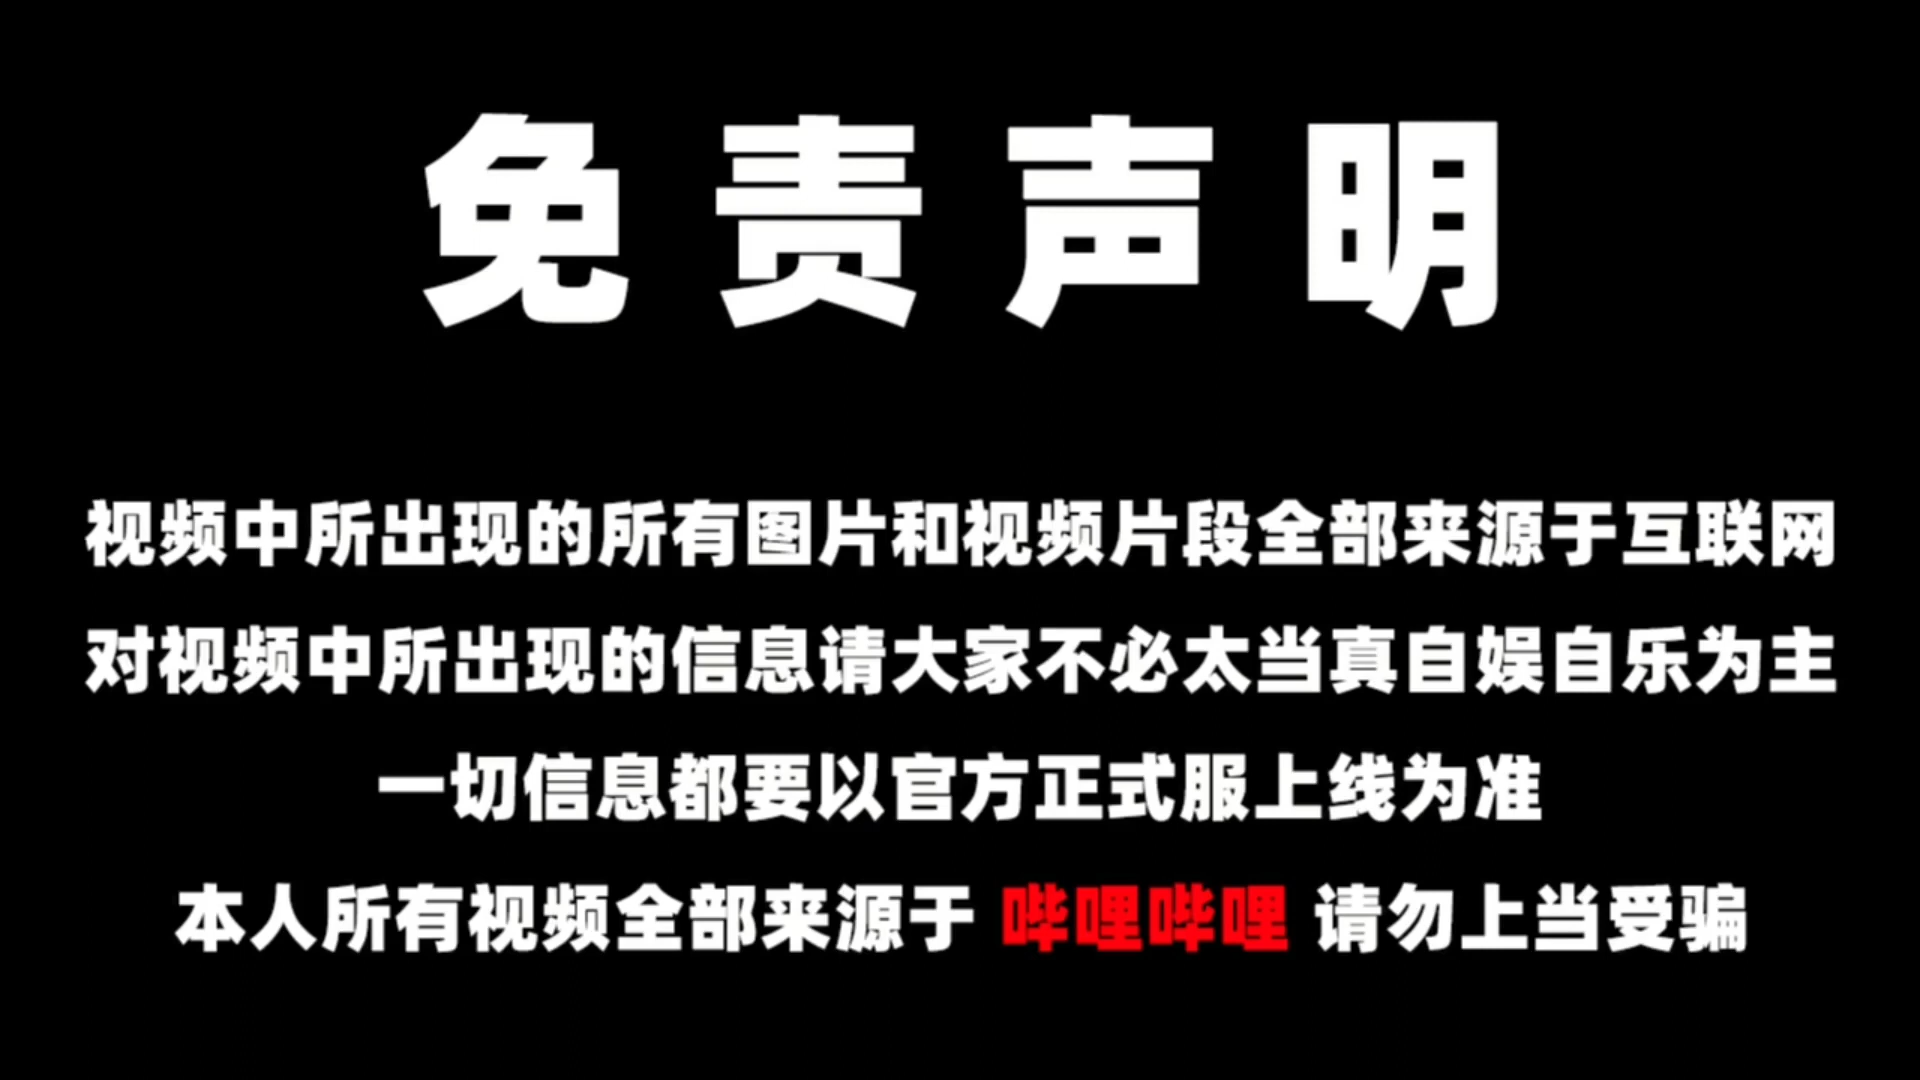 免责声明
视频中所出现的所有图片和视频片段全部来源于互联网
对视频中所出现的信息请大家不必太当真自娱自乐为主
一切信息都要以官方正式服上线为准
本人所有视频全部来源于 哔哩哔哩 请勿上当受骗